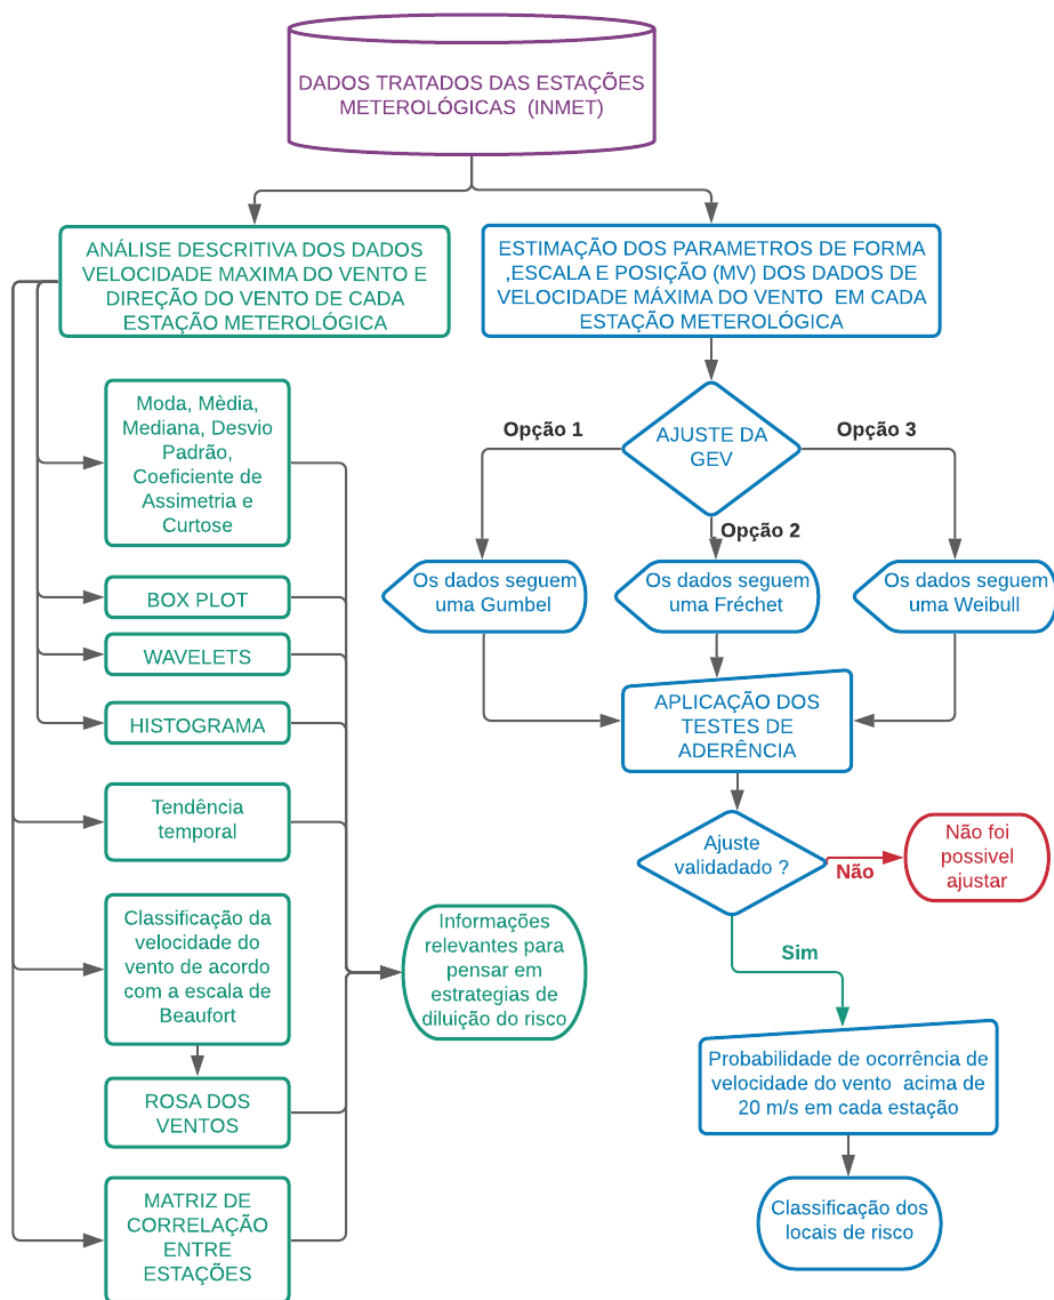 DADOS TRATADOS DAS ESTAÇÕES
METEROLÓGICAS (INMET)
ANÁLISE DESCRITIVA DOS DADOS
VELOCIDADE MAXIMA DO VENTO E
DIREÇÃO DO VENTO DE CADA
ESTAÇÃO METEROLÓGICA
ESTIMAÇÃO DOS PARAMETROS DE FORMA
,ESCALA E POSIÇÃO (MV) DOS DADOS DE
VELOCIDADE MÁXIMA DO VENTO EM CADA
ESTAÇÃO METEROLÓGICA
Moda, Mèdia,
Mediana, Desvio
Padrão,
Coeficiente de
Assimetria e
Curtose
BOX PLOT
WAVELETS
HISTOGRAMA
Tendência
temporal
Classificação da
velocidade do
vento de acordo
com a escala de
Beaufort
ROSA DOS
VENTOS
MATRIZ DE
CORRELAÇÃO
ENTRE
ESTAÇÕES
Informações
relevantes para
pensar em
estrategias de
diluição do risco
AJUSTE DA
GEV
Opção 1
Opção 2
Opção 3
Os dados seguem
uma Gumbel
Os dados seguem
uma Fréchet
Os dados seguem
uma Weibull
APLICAÇÃO DOS
TESTES DE
ADERÊNCIA
Ajuste
validadado ?
Não
Não foi
possivel
ajustar
Sim
Probabilidade de ocorrência de
velocidade do vento acima de
20 m/s em cada estação
Classificação dos
locais de risco